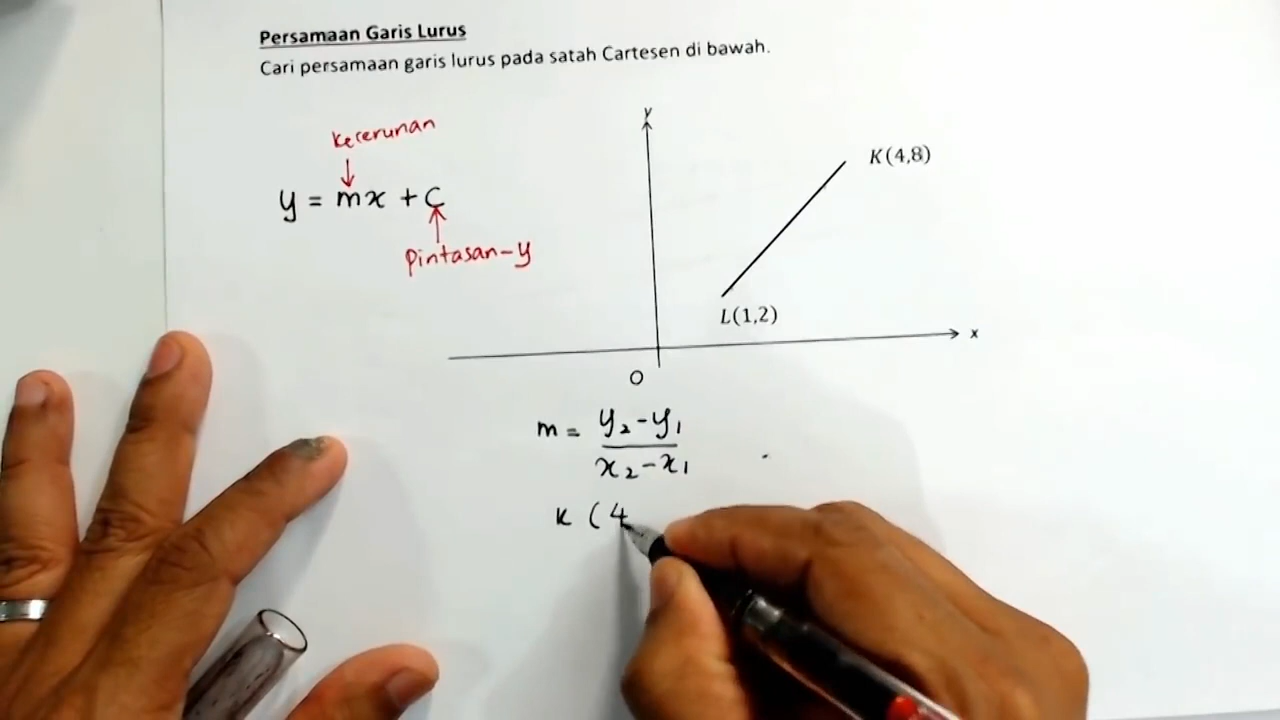 Persamaan Garis Lurus
Cari persamaan garis lurus pada satah Cartesen di bawah.
kecerunan
y = mx + c
pintasan-y
y
K(4,8)
L(1,2)
x
O
m = y₂-y₁
x₂-x₁
K (4